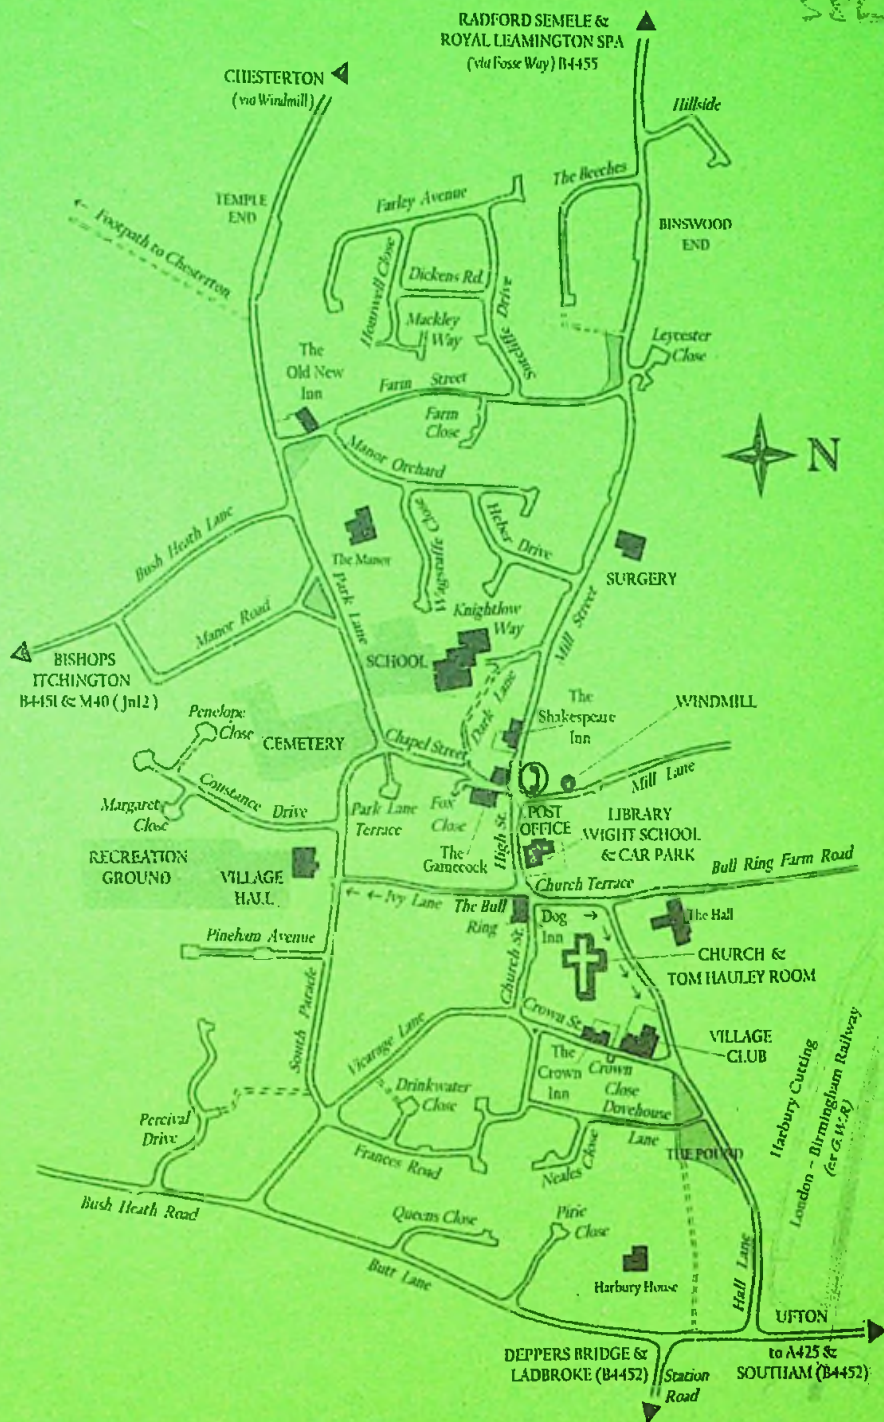 RADFORD SEMELE &
ROYAL LEAMINGTON SPA
(via Fosse Way) B4455
CHESTERTON
(via Windmill)
Hillside
The Beeches
TEMPLE
END
Farley Avenue
BINSWOOD
END
← Footpath to Chesterton
Honiwell Close
Dickens Rd
Mackley
Way
Sutcliffe Drive
Leycester
Close
The
Old New
Inn
Farm Street
Farm
Close
N
Manor Orchard
Bush Heath Lane
The Manor
Wagstaffe Close
Heber Drive
SURGERY
Manor Road
Park Lane
Knightlow
Way
Mill Street
BISHOPS
ITCHINGTON
B4451 & M40 (Jn12)
SCHOOL
Dark Lane
The
Shakespeare
Inn
WINDMILL
Penelope
Close
CEMETERY
Chapel Street
Mill Lane
Constance Drive
Margaret
Close
Park Lane
Terrace
Fox
Close
POST
OFFICE
LIBRARY
WIGHT SCHOOL
& CAR PARK
The
Gamecock
High St.
RECREATION
GROUND
VILLAGE
HALL
Bull Ring Farm Road
Church Terrace
← ← Ivy Lane
The Bull
Ring
Dog
Inn
The Hall
Pineham Avenue
Church St.
CHURCH &
TOM HAULEY ROOM
South Parade
Vicarage Lane
Crown St.
VILLAGE
CLUB
The
Crown
Inn
Crown
Close
Drinkwater
Close
Dovehouse
Lane
Harbury Cutting
London - Birmingham Railway
(ex G.W.R)
Percival
Drive
Frances Road
Neales Close
THE POUND
Bush Heath Road
Queens Close
Pirie
Close
Butt Lane
Harbury House
Hall Lane
UFTON
DEPPERS BRIDGE &
LADBROKE (B4452)
Station
Road
to A425 &
SOUTHAM (B4452)